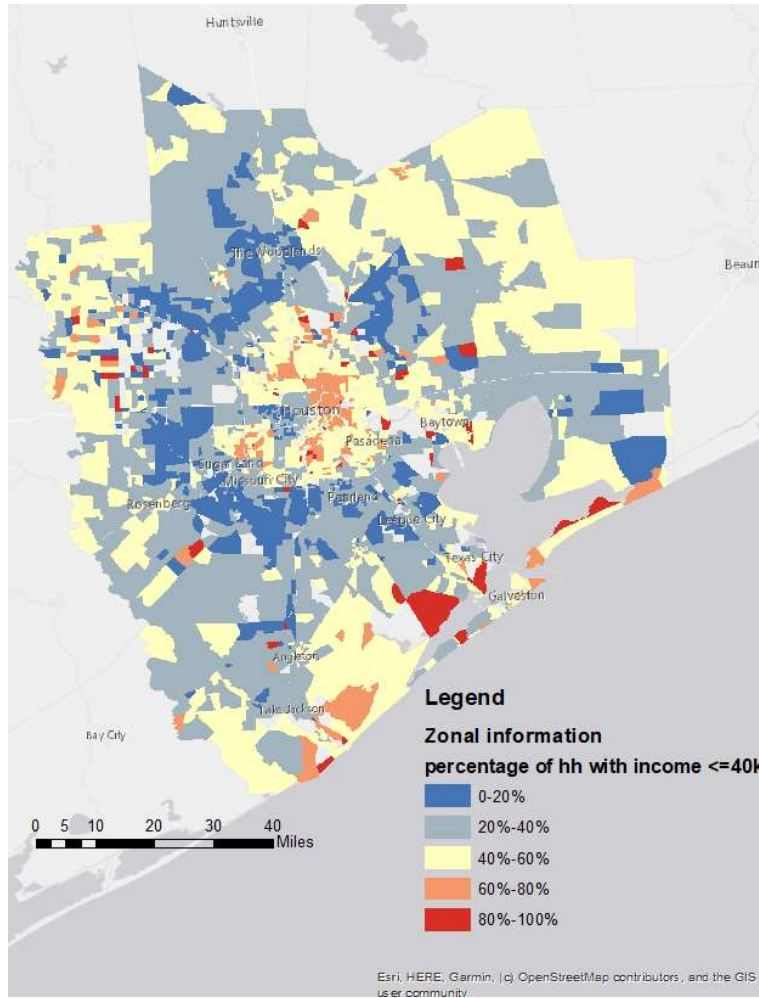 Huntsville
The Woodlands
Beaum
Houston
Baytown
Pasadena
Sugar Land
Missouri City
Rosenberg
Pearland
League City
Texas City
Galveston
Angleton
Lake Jackson
Bay City
Legend
Zonal information
percentage of hh with income <=40k
0-20%
20%-40%
40%-60%
60%-80%
80%-100%
0 5 10 20 30 40
Miles
Esri, HERE, Garmin, (c) OpenStreetMap contributors, and the GIS
user community